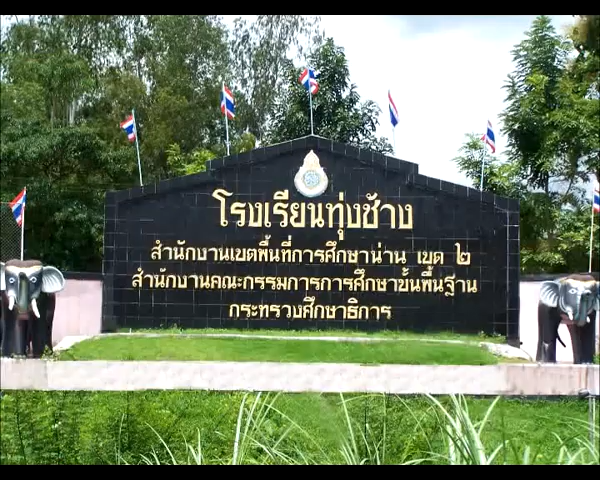 โรงเรียนทุ่งช้าง
สำนักงานเขตพื้นที่การศึกษาน่าน เขต ๒
สำนักงานคณะกรรมการการศึกษาขั้นพื้นฐาน
กระทรวงศึกษาธิการ